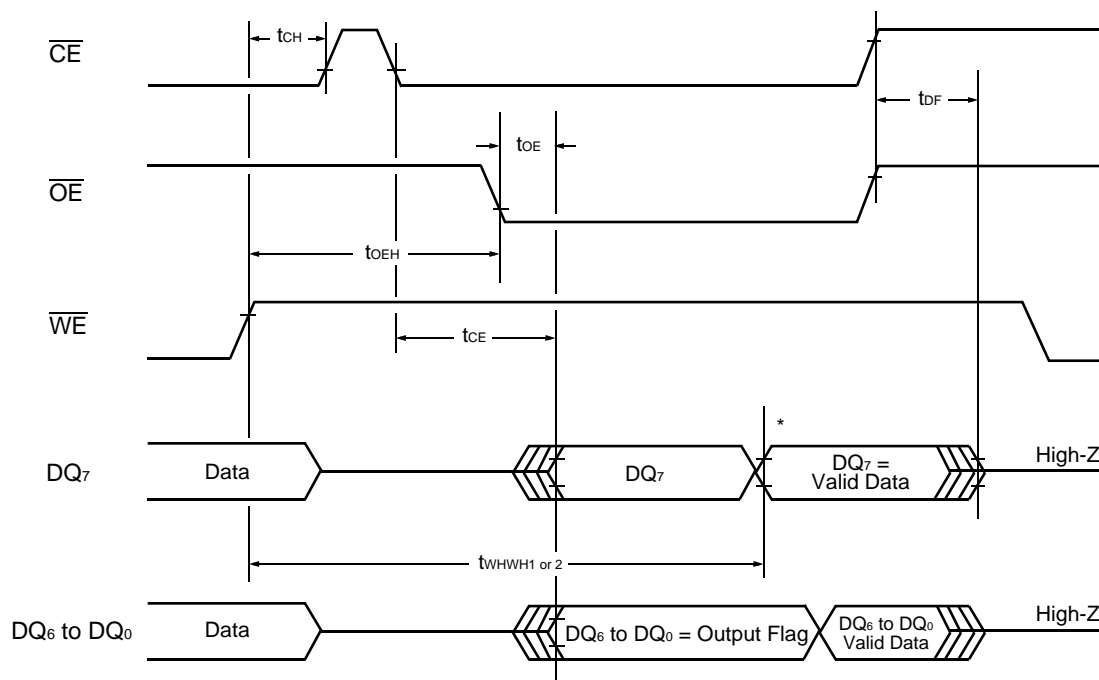 tCH
CE
tDF
tOE
OE
tOEH
WE
tCE
*
DQ7
Data
DQ7
DQ7 =
Valid Data
High-Z
tWHWH1 or 2
DQ6 to DQ0
Data
DQ6 to DQ0 = Output Flag
DQ6 to DQ0
Valid Data
High-Z